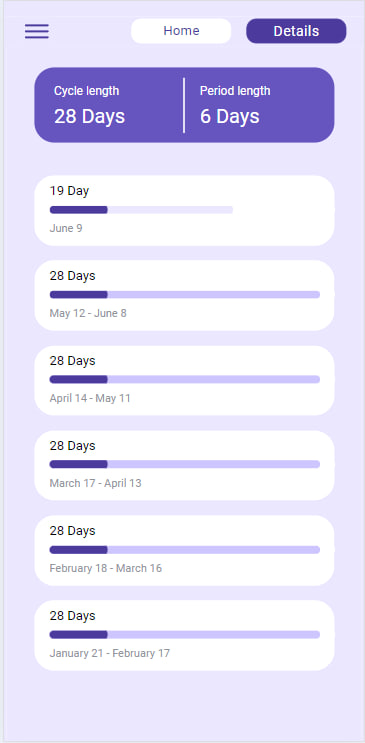 Home
Details
Cycle length
28 Days
Period length
6 Days
19 Day
June 9
28 Days
May 12 - June 8
28 Days
April 14 - May 11
28 Days
March 17 - April 13
28 Days
February 18 - March 16
28 Days
January 21 - February 17